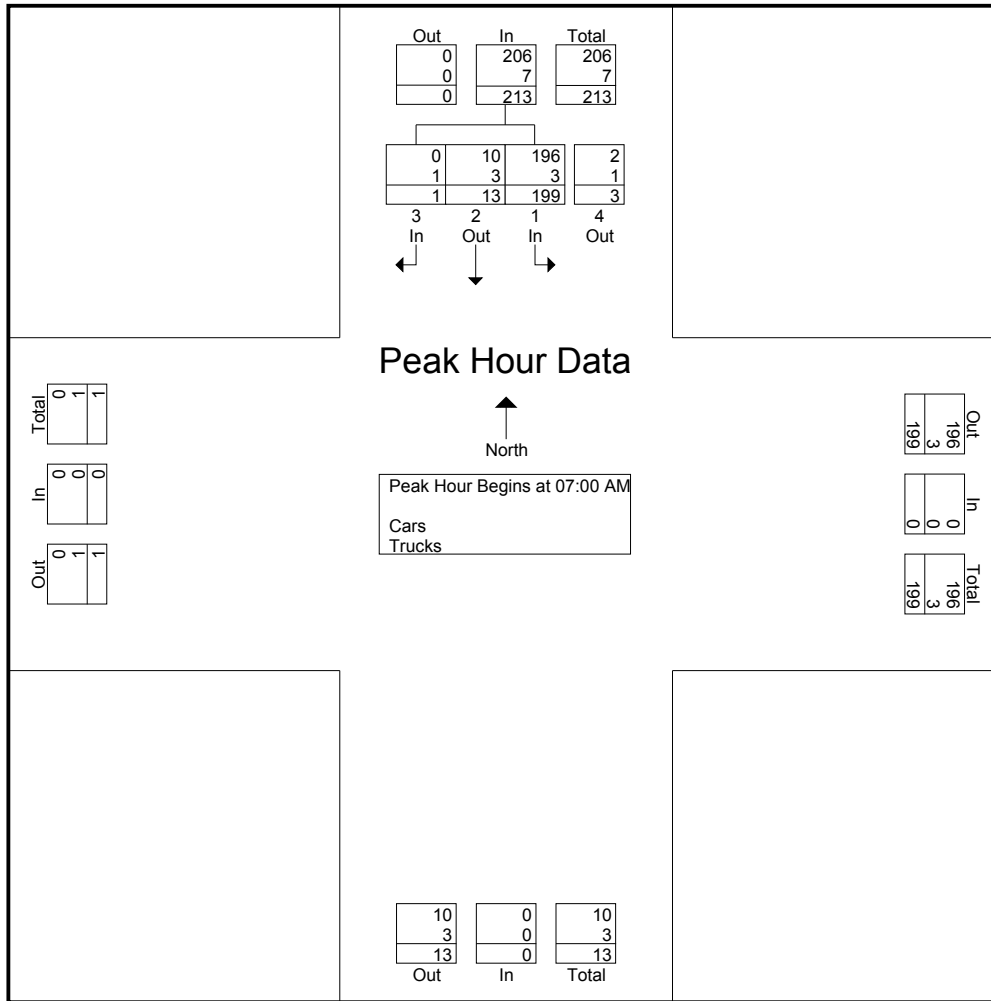 Out In Total
0 206 206
0 7 7
0 213 213
0 10 196 2
1 3 3 1
1 13 199 3
3 2 1 4
In Out In Out
Peak Hour Data
North
Peak Hour Begins at 07:00 AM
Cars
Trucks
Total
0 1 1
In
0 0 0
Out
0 1 1
Out
196
3
199
In
0
0
0
Total
196
3
199
10 0 10
3 0 3
13 0 13
Out In Total